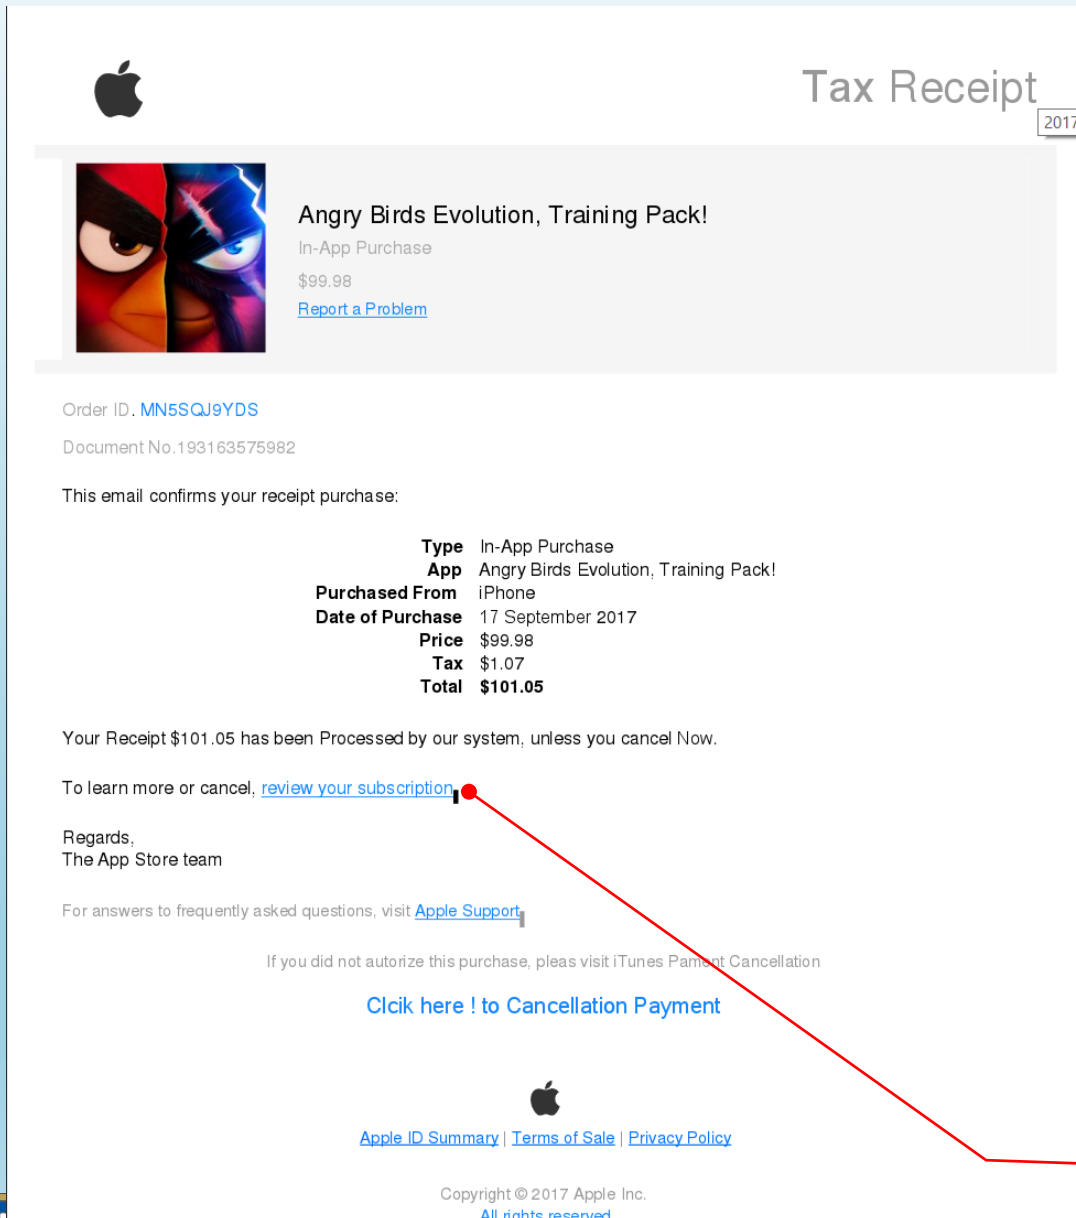 Tax Receipt
2017
Angry Birds Evolution, Training Pack!
In-App Purchase
$99.98
Report a Problem
Order ID. MN5SQJ9YDS
Document No.193163575982
This email confirms your receipt purchase:
Type In-App Purchase
App Angry Birds Evolution, Training Pack!
Purchased From iPhone
Date of Purchase 17 September 2017
Price $99.98
Tax $1.07
Total $101.05
Your Receipt $101.05 has been Processed by our system, unless you cancel Now.
To learn more or cancel, review your subscription
Regards,
The App Store team
For answers to frequently asked questions, visit Apple Support
If you did not autorize this purchase, pleas visit iTunes Pament Cancellation
Clcik here ! to Cancellation Payment
Apple ID Summary | Terms of Sale | Privacy Policy
Copyright © 2017 Apple Inc.
All rights reserved